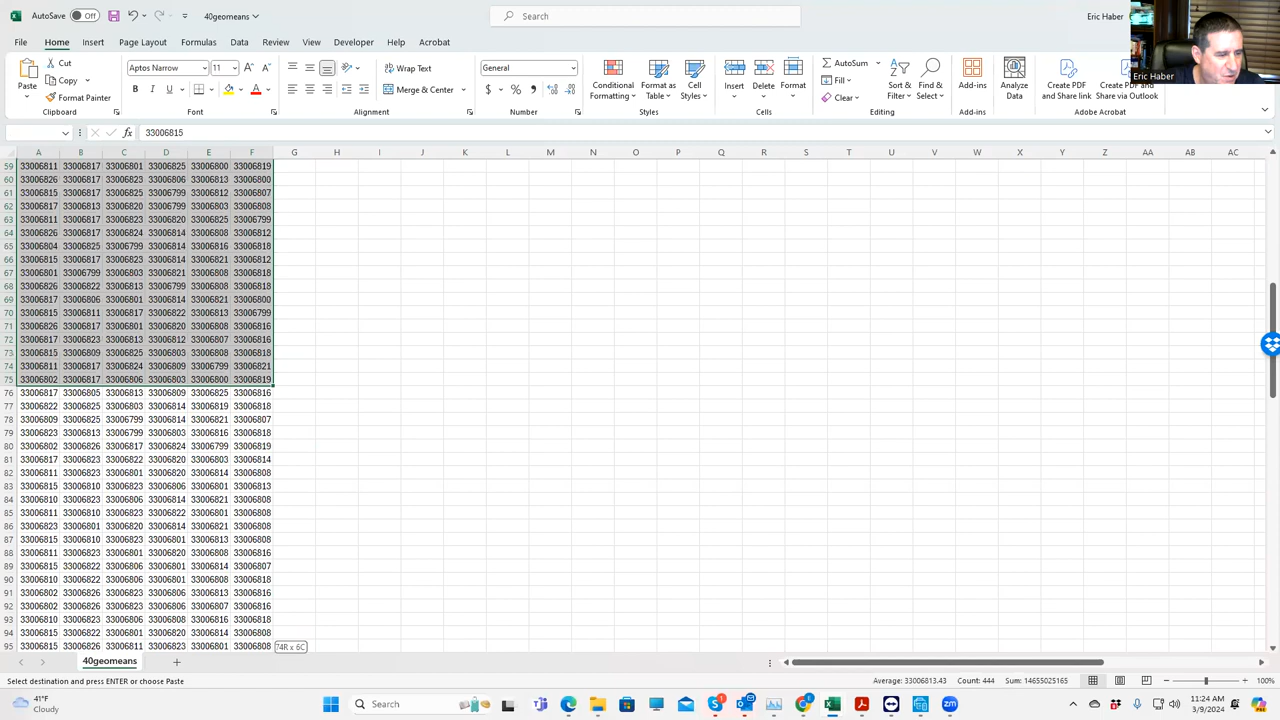 AutoSave Off 40geomeans Search Eric Haber
File Home Insert Page Layout Formulas Data Review View Developer Help Acrobat
Paste Cut Copy Format Painter Clipboard
Aptos Narrow 11 B I U Font
Wrap Text Merge & Center Alignment
General $ % Number
Conditional Formatting Format as Table Cell Styles Styles
Insert Delete Format Cells
AutoSum Fill Clear Sort & Filter Find & Select Editing
Add-ins Add-ins
Analyze Data
Create PDF and Share link Create PDF and Share via Outlook Adobe Acrobat
Eric Haber
fx 33006815
A B C D E F G H I J K L M N O P Q R S T U V W X Y Z AA AB AC
59 33006811 33006817 33006801 33006825 33006800 33006819
60 33006826 33006817 33006823 33006806 33006813 33006800
61 33006815 33006817 33006825 33006799 33006812 33006807
62 33006817 33006813 33006820 33006799 33006803 33006808
63 33006811 33006817 33006823 33006820 33006825 33006799
64 33006826 33006817 33006824 33006814 33006808 33006812
65 33006804 33006825 33006799 33006814 33006816 33006818
66 33006815 33006817 33006823 33006814 33006821 33006812
67 33006801 33006799 33006823 33006821 33006808 33006818
68 33006826 33006822 33006813 33006799 33006808 33006818
69 33006817 33006806 33006801 33006814 33006821 33006800
70 33006815 33006811 33006817 33006822 33006813 33006799
71 33006826 33006817 33006801 33006820 33006808 33006816
72 33006817 33006823 33006813 33006812 33006807 33006816
73 33006815 33006809 33006825 33006803 33006808 33006818
74 33006811 33006817 33006824 33006809 33006799 33006821
75 33006802 33006817 33006806 33006803 33006800 33006819
76 33006817 33006805 33006813 33006809 33006825 33006816
77 33006822 33006825 33006803 33006814 33006819 33006818
78 33006809 33006825 33006799 33006814 33006821 33006807
79 33006823 33006813 33006799 33006803 33006816 33006818
80 33006802 33006826 33006817 33006824 33006799 33006819
81 33006817 33006823 33006822 33006820 33006803 33006814
82 33006811 33006823 33006801 33006820 33006814 33006808
83 33006815 33006810 33006823 33006806 33006801 33006813
84 33006810 33006823 33006806 33006814 33006821 33006808
85 33006811 33006810 33006823 33006822 33006801 33006808
86 33006823 33006801 33006820 33006814 33006821 33006808
87 33006815 33006810 33006823 33006801 33006813 33006808
88 33006811 33006823 33006801 33006820 33006808 33006816
89 33006815 33006822 33006806 33006801 33006814 33006807
90 33006810 33006822 33006806 33006801 33006808 33006818
91 33006802 33006826 33006823 33006806 33006813 33006816
92 33006802 33006826 33006823 33006806 33006807 33006816
93 33006810 33006823 33006806 33006808 33006816 33006818
94 33006815 33006822 33006801 33006820 33006814 33006808
95 33006815 33006826 33006811 33006823 33006801 33006808 74R x 6C
40geomeans
Select destination and press ENTER or choose Paste Average: 33006813.43 Count: 444 Sum: 14655025165 100%
41°F Cloudy Search 11:24 AM 3/9/2024